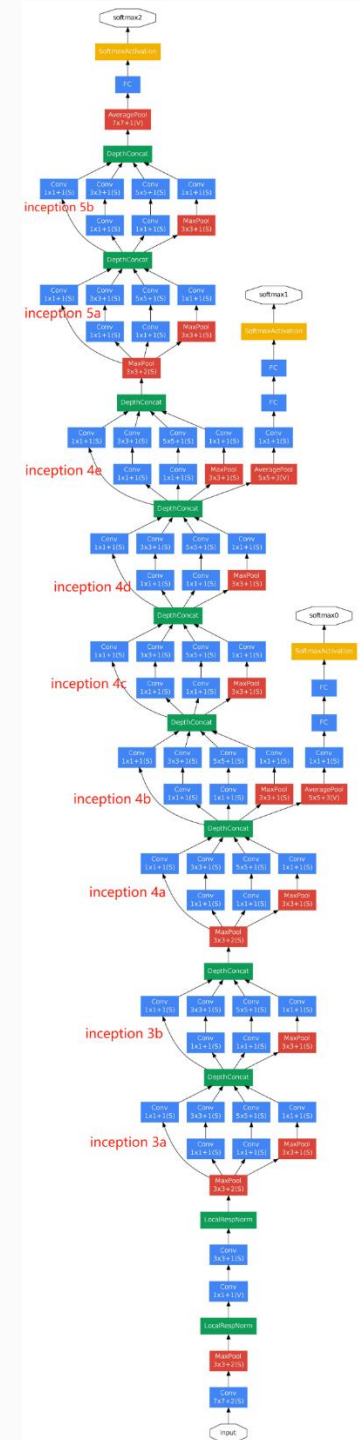 softmax2
SoftmaxActivation
FC
AveragePool
7x7+1(V)
DepthConcat
Conv Conv Conv Conv
1x1+1(S) 3x3+1(S) 5x5+1(S) 1x1+1(S)
inception 5b
Conv Conv MaxPool
1x1+1(S) 1x1+1(S) 3x3+1(S)
DepthConcat
Conv Conv Conv Conv
1x1+1(S) 3x3+1(S) 5x5+1(S) 1x1+1(S)
softmax1
inception 5a
Conv Conv MaxPool
1x1+1(S) 1x1+1(S) 3x3+1(S)
SoftmaxActivation
MaxPool
3x3+2(S)
FC
DepthConcat
FC
Conv Conv Conv Conv Conv
1x1+1(S) 3x3+1(S) 5x5+1(S) 1x1+1(S) 1x1+1(S)
inception 4e
Conv Conv MaxPool AveragePool
1x1+1(S) 1x1+1(S) 3x3+1(S) 5x5+3(V)
DepthConcat
Conv Conv Conv Conv
1x1+1(S) 3x3+1(S) 5x5+1(S) 1x1+1(S)
inception 4d
Conv Conv MaxPool
1x1+1(S) 1x1+1(S) 3x3+1(S)
DepthConcat
softmax0
Conv Conv Conv Conv
1x1+1(S) 3x3+1(S) 5x5+1(S) 1x1+1(S)
SoftmaxActivation
inception 4c
Conv Conv MaxPool
1x1+1(S) 1x1+1(S) 3x3+1(S)
FC
DepthConcat
FC
Conv Conv Conv Conv Conv
1x1+1(S) 3x3+1(S) 5x5+1(S) 1x1+1(S) 1x1+1(S)
inception 4b
Conv Conv MaxPool AveragePool
1x1+1(S) 1x1+1(S) 3x3+1(S) 5x5+3(V)
DepthConcat
Conv Conv Conv Conv
1x1+1(S) 3x3+1(S) 5x5+1(S) 1x1+1(S)
inception 4a
Conv Conv MaxPool
1x1+1(S) 1x1+1(S) 3x3+1(S)
MaxPool
3x3+2(S)
DepthConcat
Conv Conv Conv Conv
1x1+1(S) 3x3+1(S) 5x5+1(S) 1x1+1(S)
inception 3b
Conv Conv MaxPool
1x1+1(S) 1x1+1(S) 3x3+1(S)
DepthConcat
Conv Conv Conv Conv
1x1+1(S) 3x3+1(S) 5x5+1(S) 1x1+1(S)
inception 3a
Conv Conv MaxPool
1x1+1(S) 1x1+1(S) 3x3+1(S)
MaxPool
3x3+2(S)
LocalRespNorm
Conv
3x3+1(S)
Conv
1x1+1(V)
LocalRespNorm
MaxPool
3x3+2(S)
Conv
7x7+2(S)
input